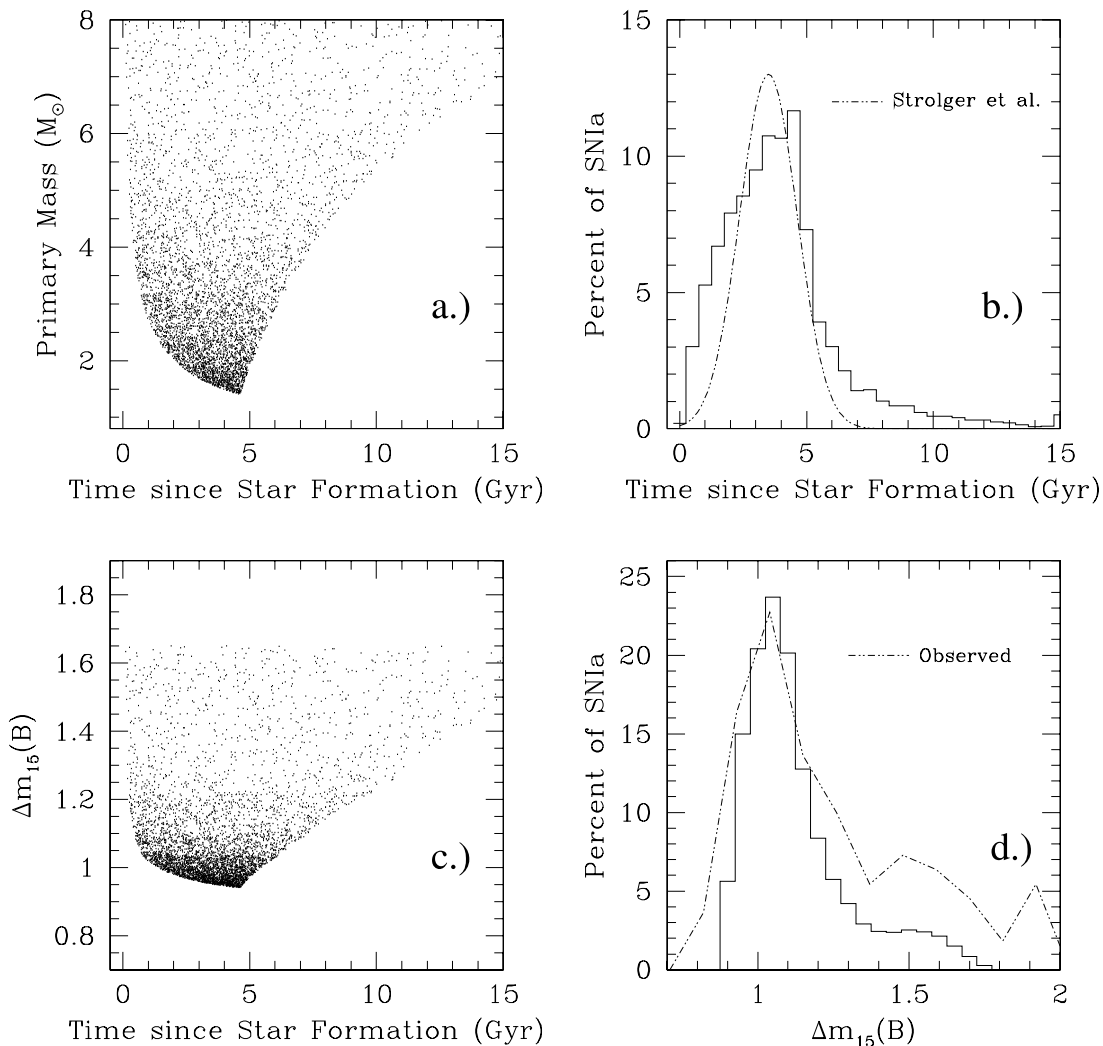 8
6
4
2
Primary Mass (M☉)
a.)
0 5 10 15
Time since Star Formation (Gyr)
15
10
5
0
Percent of SNIa
Strolger et al.
b.)
0 5 10 15
Time since Star Formation (Gyr)
1.8
1.6
1.4
1.2
1
0.8
Δm₁₅(B)
c.)
0 5 10 15
Time since Star Formation (Gyr)
25
20
15
10
5
0
Percent of SNIa
Observed
d.)
1 1.5 2
Δm₁₅(B)